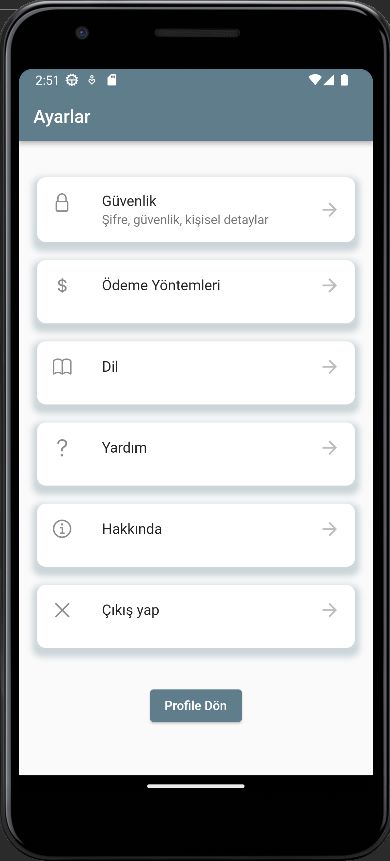 2:51
Ayarlar
Güvenlik
Şifre, güvenlik, kişisel detaylar
$ Ödeme Yöntemleri
Dil
? Yardım
Hakkında
Çıkış yap
Profile Dön